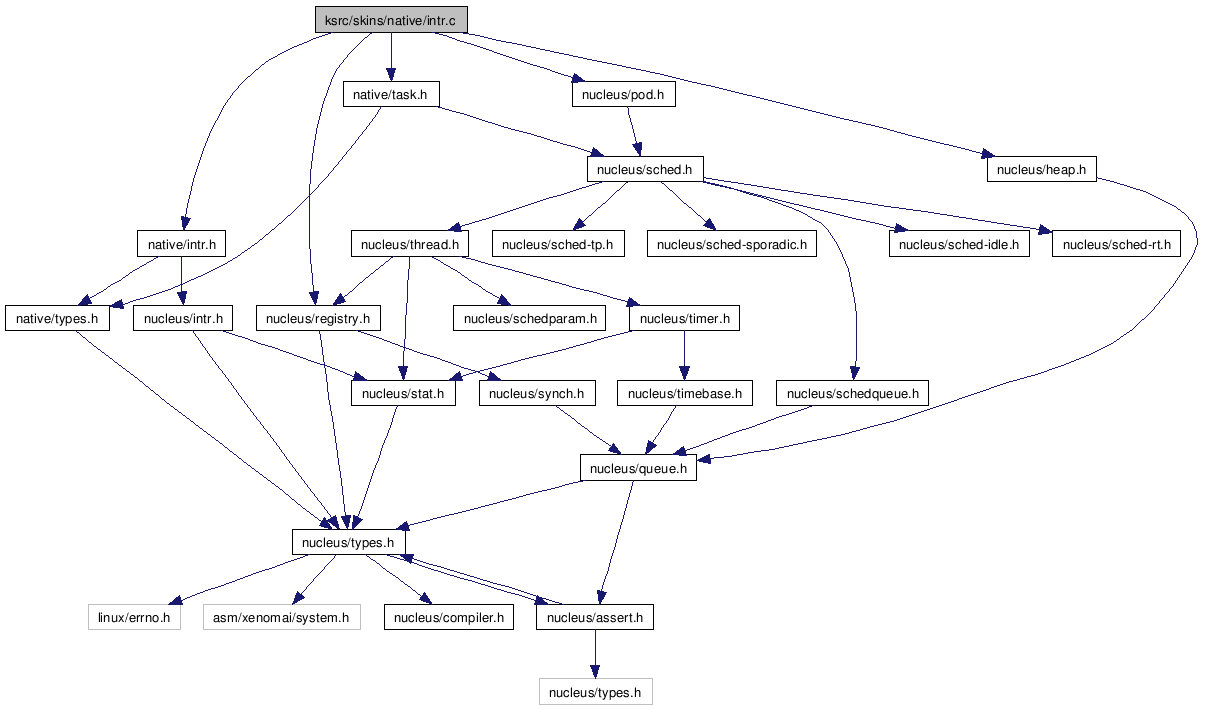 ksrc/skins/native/intr.c
native/task.h
nucleus/pod.h
nucleus/sched.h
nucleus/heap.h
native/intr.h
nucleus/thread.h
nucleus/sched-tp.h
nucleus/sched-sporadic.h
nucleus/sched-idle.h
nucleus/sched-rt.h
native/types.h
nucleus/intr.h
nucleus/registry.h
nucleus/schedparam.h
nucleus/timer.h
nucleus/stat.h
nucleus/synch.h
nucleus/timebase.h
nucleus/schedqueue.h
nucleus/queue.h
nucleus/types.h
linux/errno.h
asm/xenomai/system.h
nucleus/compiler.h
nucleus/assert.h
nucleus/types.h